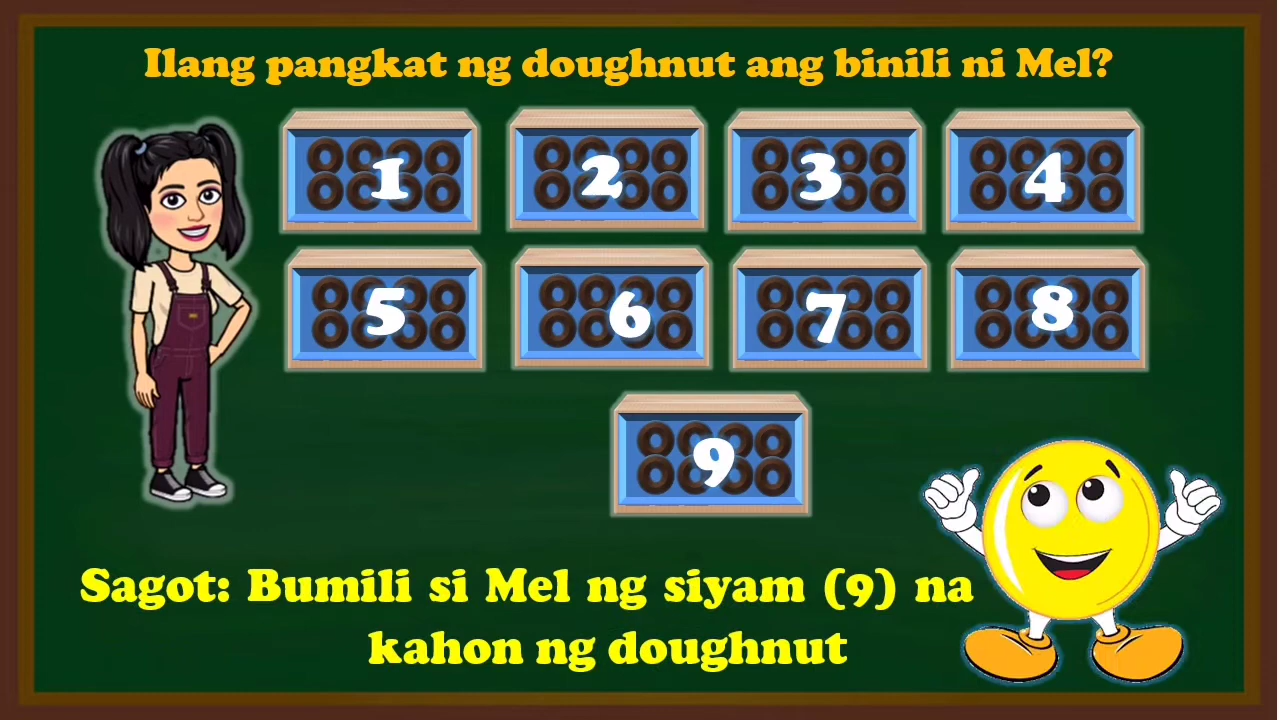 Ilang pangkat ng doughnut ang binili ni Mel?
1 2 3 4
5 6 7 8
9
Sagot: Bumili si Mel ng siyam (9) na
kahon ng doughnut